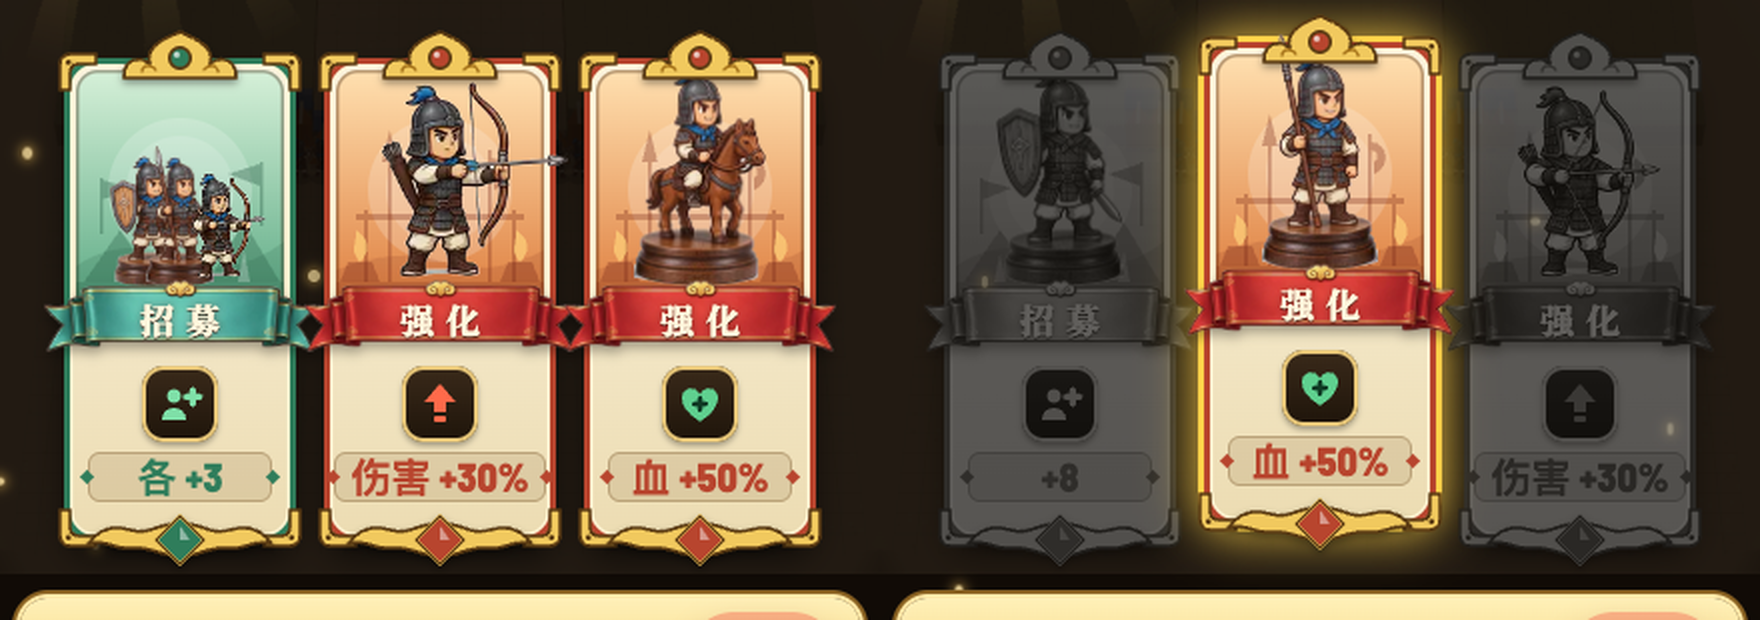 招募
强化
强化
各 +3
伤害 +30%
血 +50%
招募
强化
强化
+8
血 +50%
伤害 +30%